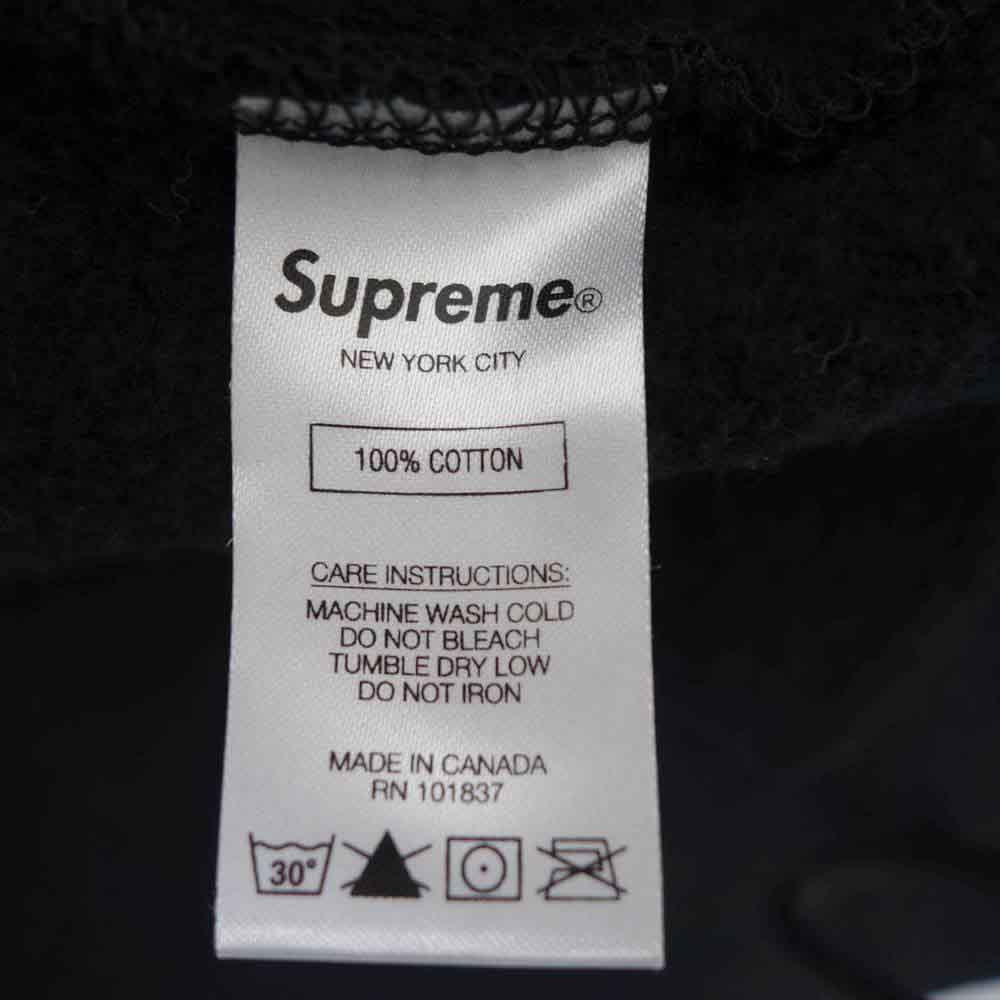 Supreme®
NEW YORK CITY
100% COTTON
CARE INSTRUCTIONS:
MACHINE WASH COLD
DO NOT BLEACH
TUMBLE DRY LOW
DO NOT IRON
MADE IN CANADA
RN 101837
30°